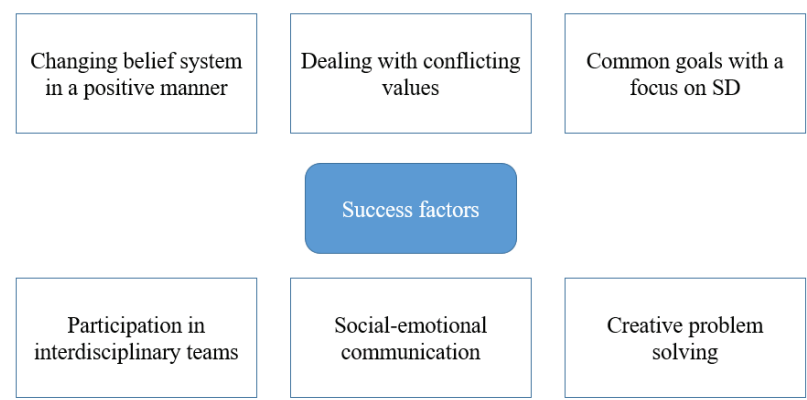 Changing belief system
in a positive manner
Dealing with conflicting
values
Common goals with a
focus on SD
Success factors
Participation in
interdisciplinary teams
Social-emotional
communication
Creative problem
solving